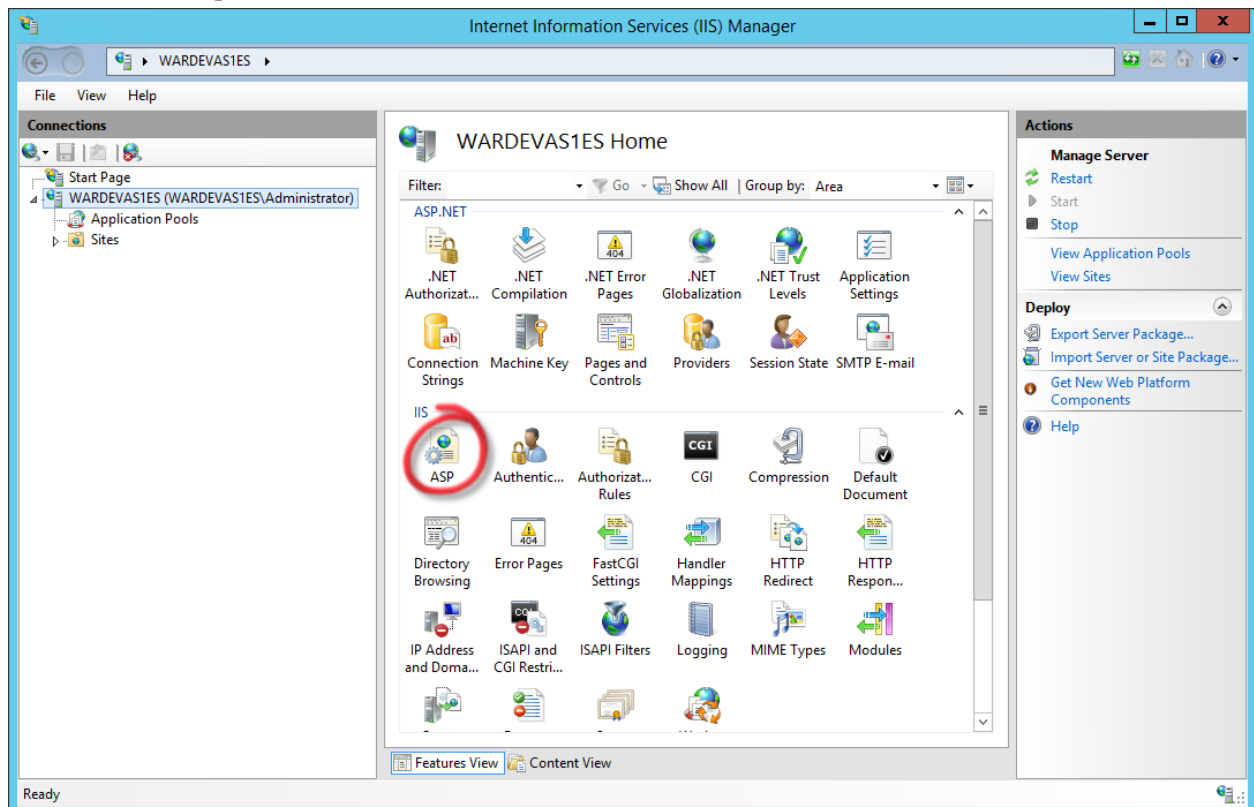 Internet Information Services (IIS) Manager
WARDEVAS1ES
File View Help
Connections
Start Page
WARDEVAS1ES (WARDEVAS1ES\Administrator)
Application Pools
Sites
WARDEVAS1ES Home
Filter: Go Show All Group by: Area
ASP.NET
.NET Authorizat...
.NET Compilation
.NET Error Pages
.NET Globalization
.NET Trust Levels
Application Settings
Connection Strings
Machine Key
Pages and Controls
Providers
Session State
SMTP E-mail
IIS
ASP
Authentic...
Authorizat... Rules
CGI
Compression
Default Document
Directory Browsing
Error Pages
FastCGI Settings
Handler Mappings
HTTP Redirect
HTTP Respon...
IP Address and Doma...
ISAPI and CGI Restri...
ISAPI Filters
Logging
MIME Types
Modules
Features View Content View
Actions
Manage Server
Restart
Start
Stop
View Application Pools
View Sites
Deploy
Export Server Package...
Import Server or Site Package...
Get New Web Platform
Components
Help
Ready